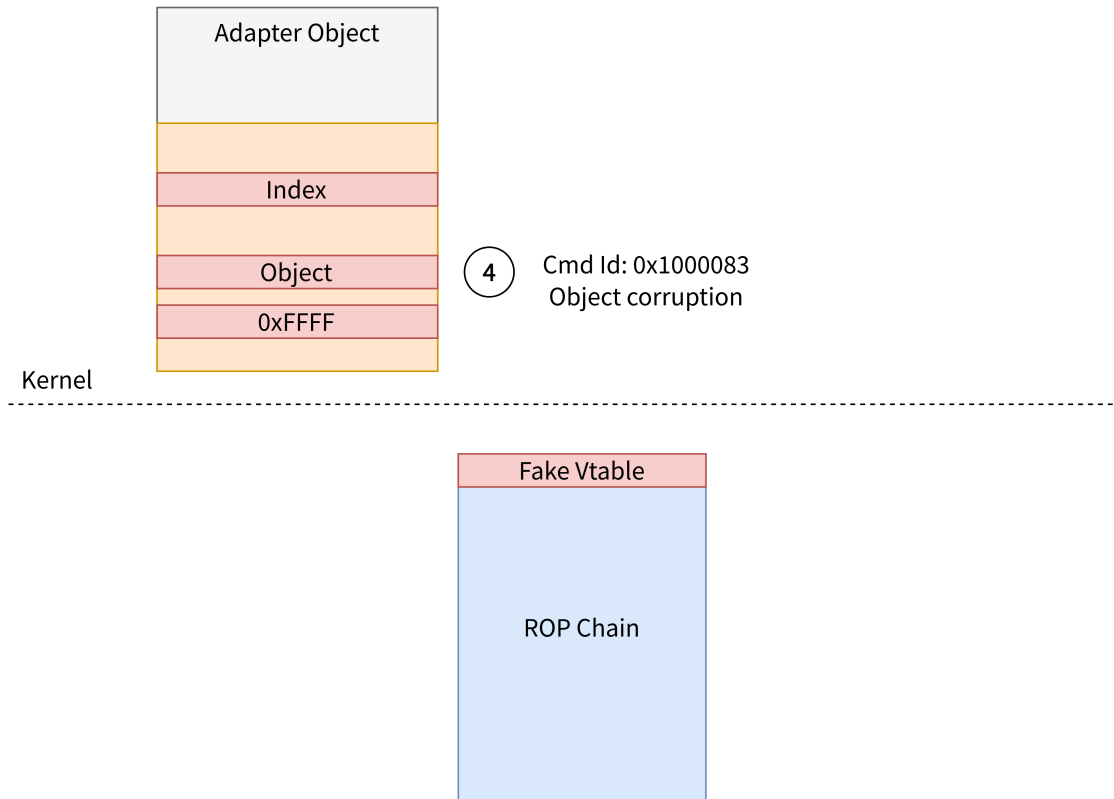 Adapter Object
Index
Object
0xFFFF
4
Cmd Id: 0x1000083
Object corruption
Kernel
Fake Vtable
ROP Chain